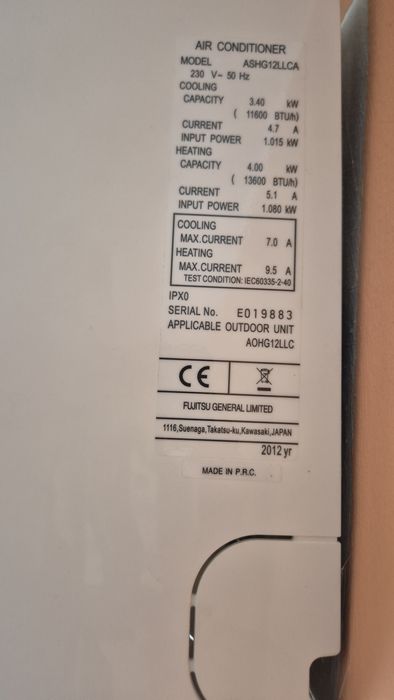 AIR CONDITIONER
MODEL ASHG12LLCA
230 V~ 50 Hz
COOLING
CAPACITY 3.40 kW
( 11600 BTU/h)
CURRENT 4.7 A
INPUT POWER 1.015 kW
HEATING
CAPACITY 4.00 kW
( 13600 BTU/h)
CURRENT 5.1 A
INPUT POWER 1.080 kW
COOLING
MAX.CURRENT 7.0 A
HEATING
MAX.CURRENT 9.5 A
TEST CONDITION: IEC60335-2-40
IPX0
SERIAL No. E019883
APPLICABLE OUTDOOR UNIT
AOHG12LLC
CE
FUJITSU GENERAL LIMITED
1116,Suenaga,Takatsu-ku,Kawasaki,JAPAN
2012 yr
MADE IN P.R.C.